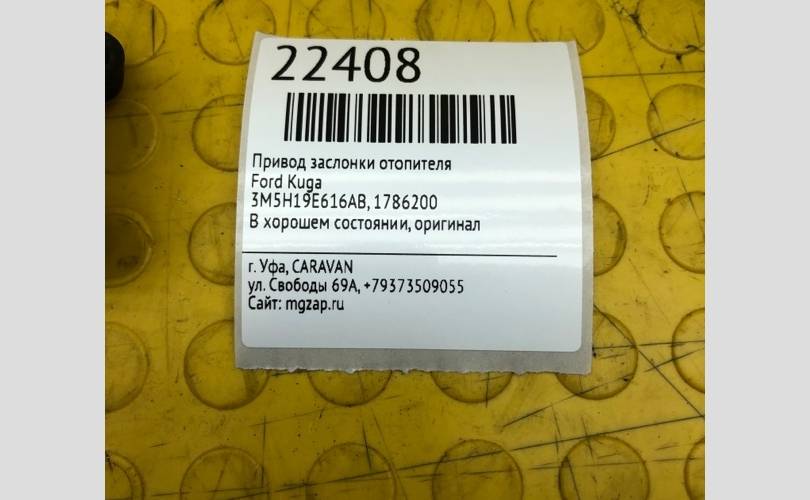 22408
Привод заслонки отопителя
Ford Kuga
3M5H19E616AB, 1786200
В хорошем состоянии, оригинал
г. Уфа, CARAVAN
ул. Свободы 69А, +79373509055
Сайт: mgzap.ru